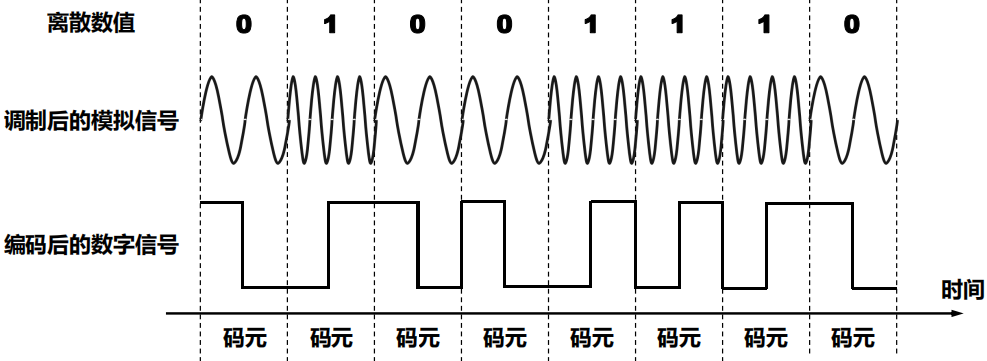 离散数值 0 1 0 0 1 1 1 0
调制后的模拟信号
编码后的数字信号
时间
码元 码元 码元 码元 码元 码元 码元 码元